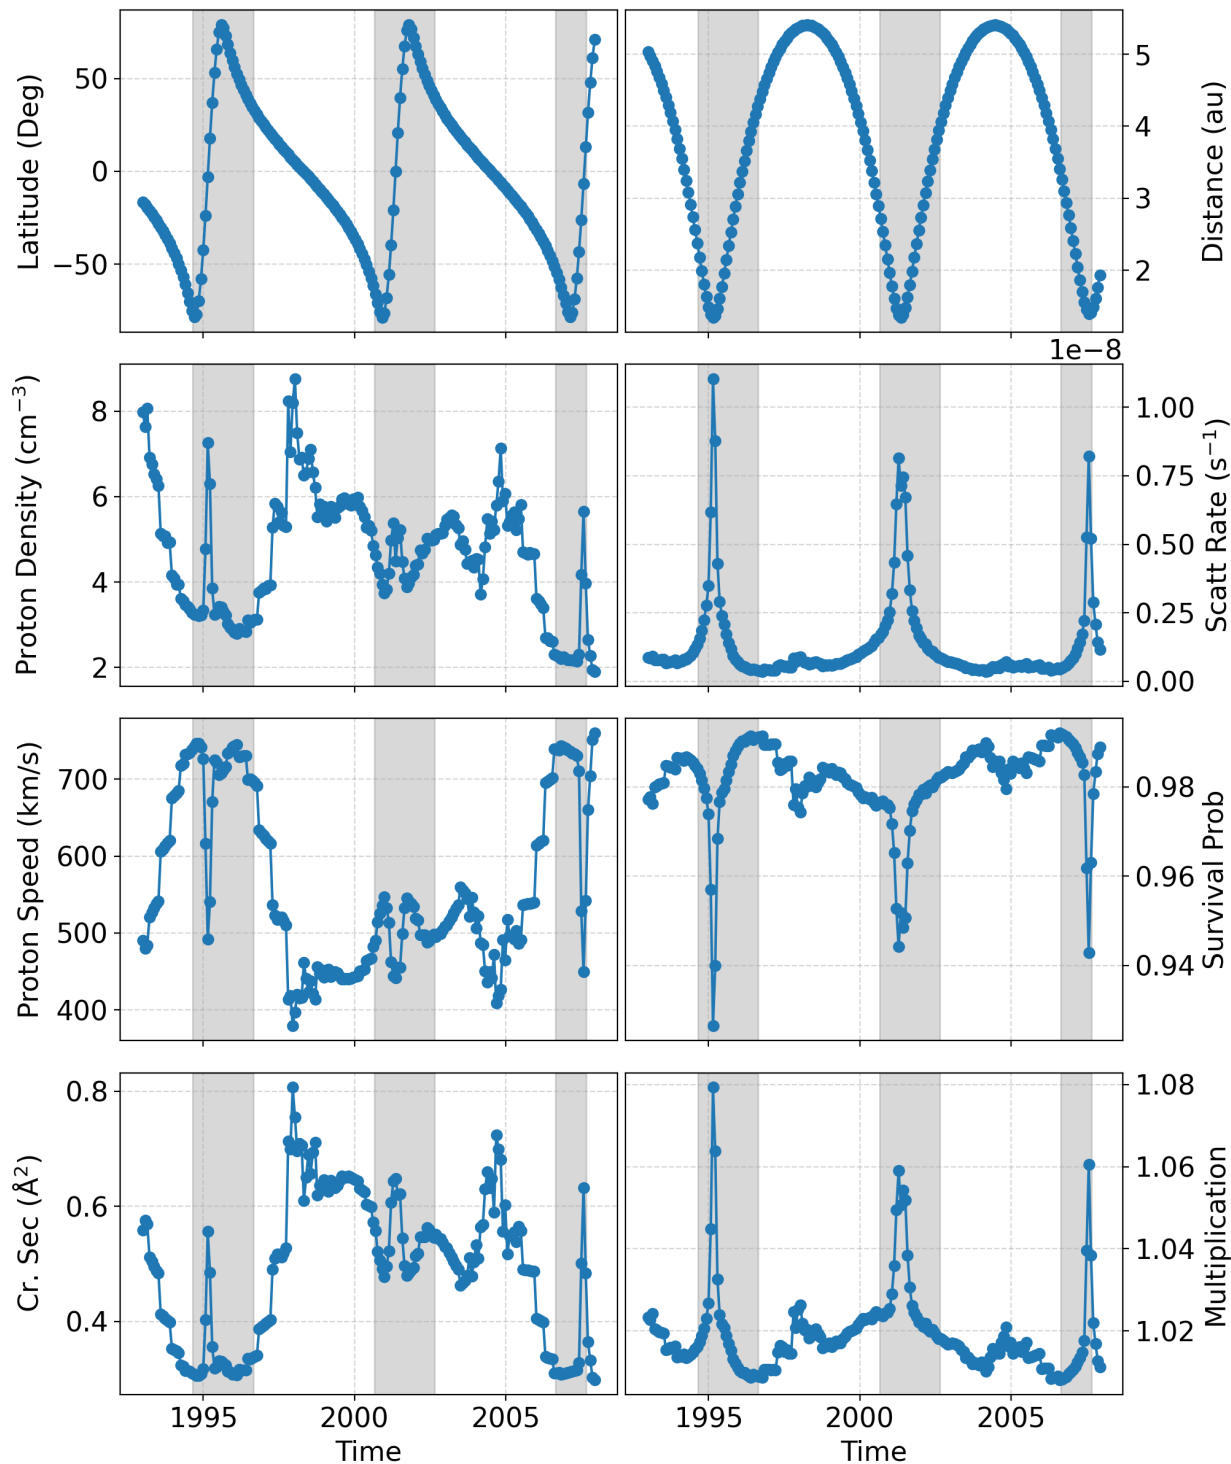 Latitude (Deg)
50
0
−50
Distance (au)
5
4
3
2
Proton Density (cm⁻³)
8
6
4
2
1e−8
Scatt Rate (s⁻¹)
1.00
0.75
0.50
0.25
0.00
Proton Speed (km/s)
700
600
500
400
Survival Prob
0.98
0.96
0.94
Cr. Sec (Å²)
0.8
0.6
0.4
Multiplication
1.08
1.06
1.04
1.02
1995 2000 2005
Time
1995 2000 2005
Time